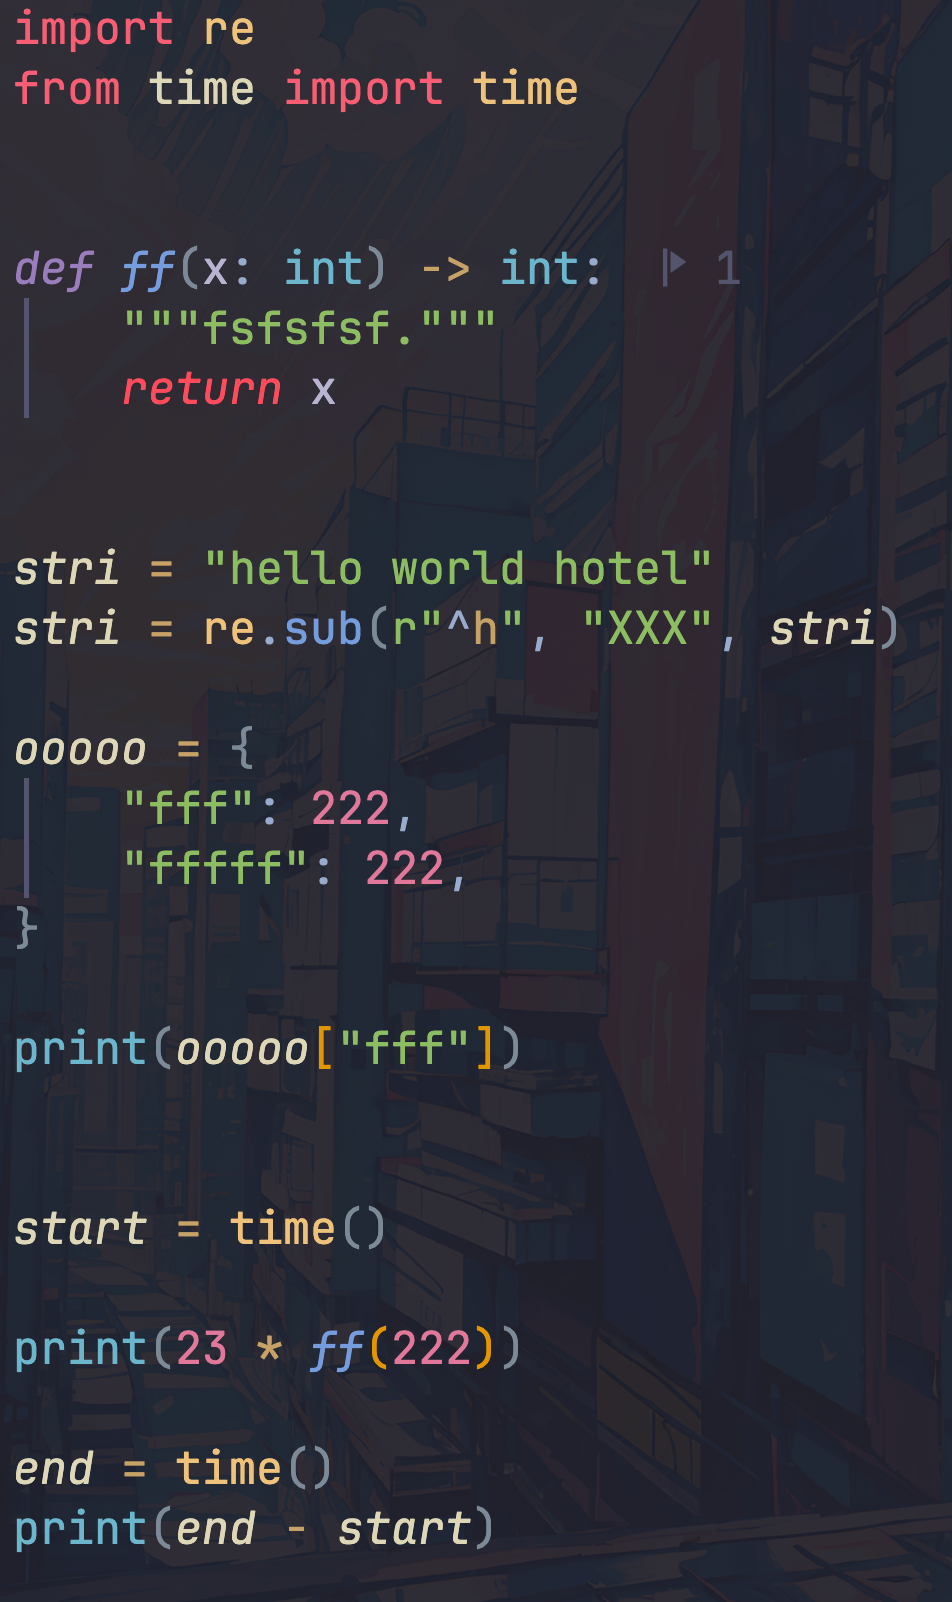 import re
from time import time
def ff(x: int) -> int: 1
    """fsfsfsf."""
    return x
stri = "hello world hotel"
stri = re.sub(r"^h", "XXX", stri)
ooooo = {
    "fff": 222,
    "fffff": 222,
}
print(ooooo["fff"])
start = time()
print(23 * ff(222))
end = time()
print(end - start)